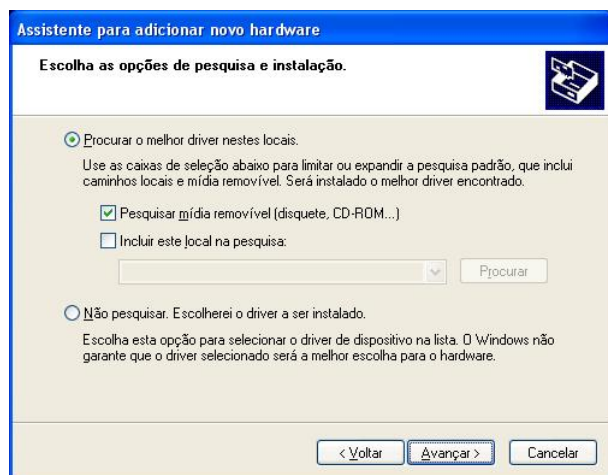 Assistente para adicionar novo hardware
Escolha as opções de pesquisa e instalação.
Procurar o melhor driver nestes locais.
Use as caixas de seleção abaixo para limitar ou expandir a pesquisa padrão, que inclui
caminhos locais e mídia removível. Será instalado o melhor driver encontrado.
Pesquisar mídia removível (disquete, CD-ROM...)
Incluir este local na pesquisa:
Procurar
Não pesquisar. Escolherei o driver a ser instalado.
Escolha esta opção para selecionar o driver de dispositivo na lista. O Windows não
garante que o driver selecionado será a melhor escolha para o hardware.
< Voltar Avançar > Cancelar